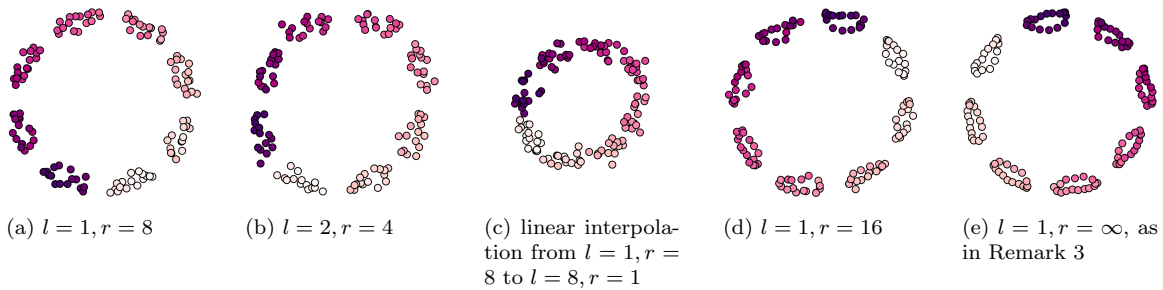 (a) l = 1, r = 8
(b) l = 2, r = 4
(c) linear interpola-
tion from l = 1, r =
8 to l = 8, r = 1
(d) l = 1, r = 16
(e) l = 1, r = ∞, as
in Remark 3